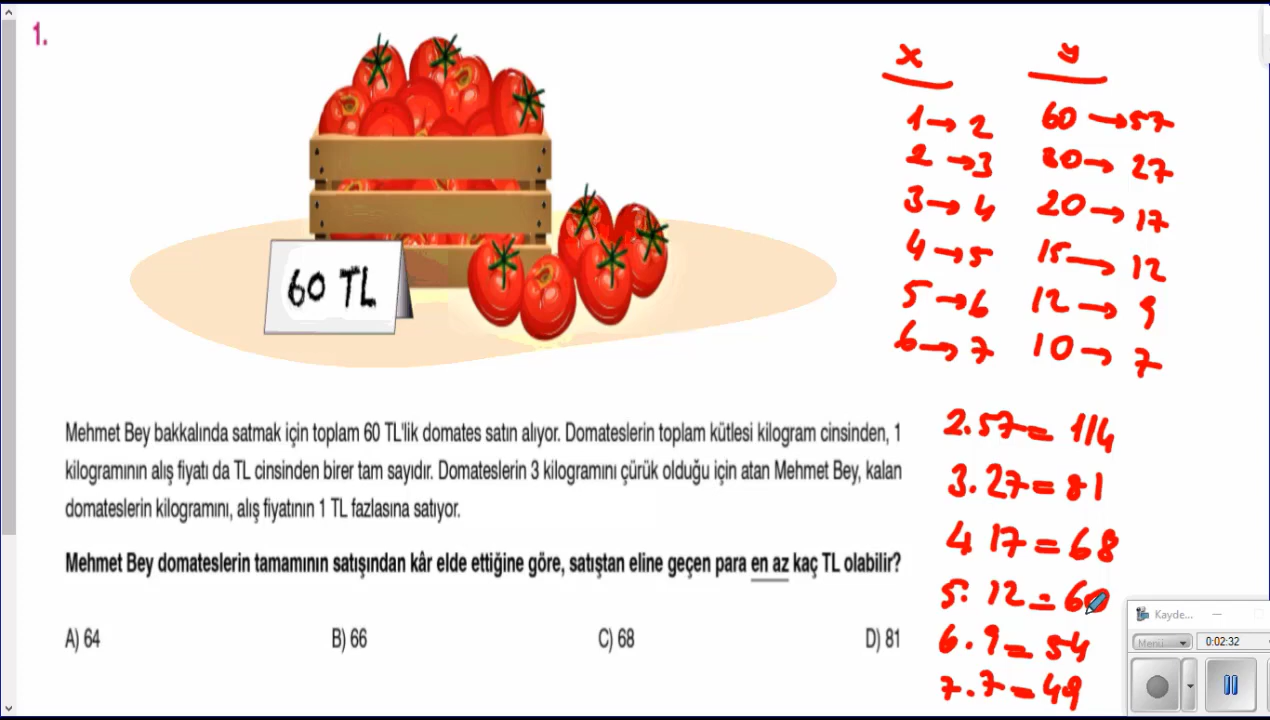 1.
60 TL
Mehmet Bey bakkalında satmak için toplam 60 TL'lik domates satın alıyor. Domateslerin toplam kütlesi kilogram cinsinden, 1
kilogramının alış fiyatı da TL cinsinden birer tam sayıdır. Domateslerin 3 kilogramını çürük olduğu için atan Mehmet Bey, kalan
domateslerin kilogramını, alış fiyatının 1 TL fazlasına satıyor.
Mehmet Bey domateslerin tamamının satışından kâr elde ettiğine göre, satıştan eline geçen para en az kaç TL olabilir?
A) 64 B) 66 C) 68 D) 81
x y
1→2 60→57
2→3 30→27
3→4 20→17
4→5 15→12
5→6 12→9
6→7 10→7
2.57=114
3.27=81
4 17=68
5.12=60
6.9=54
7.7=49
Kayde...
Menü
0:02:32